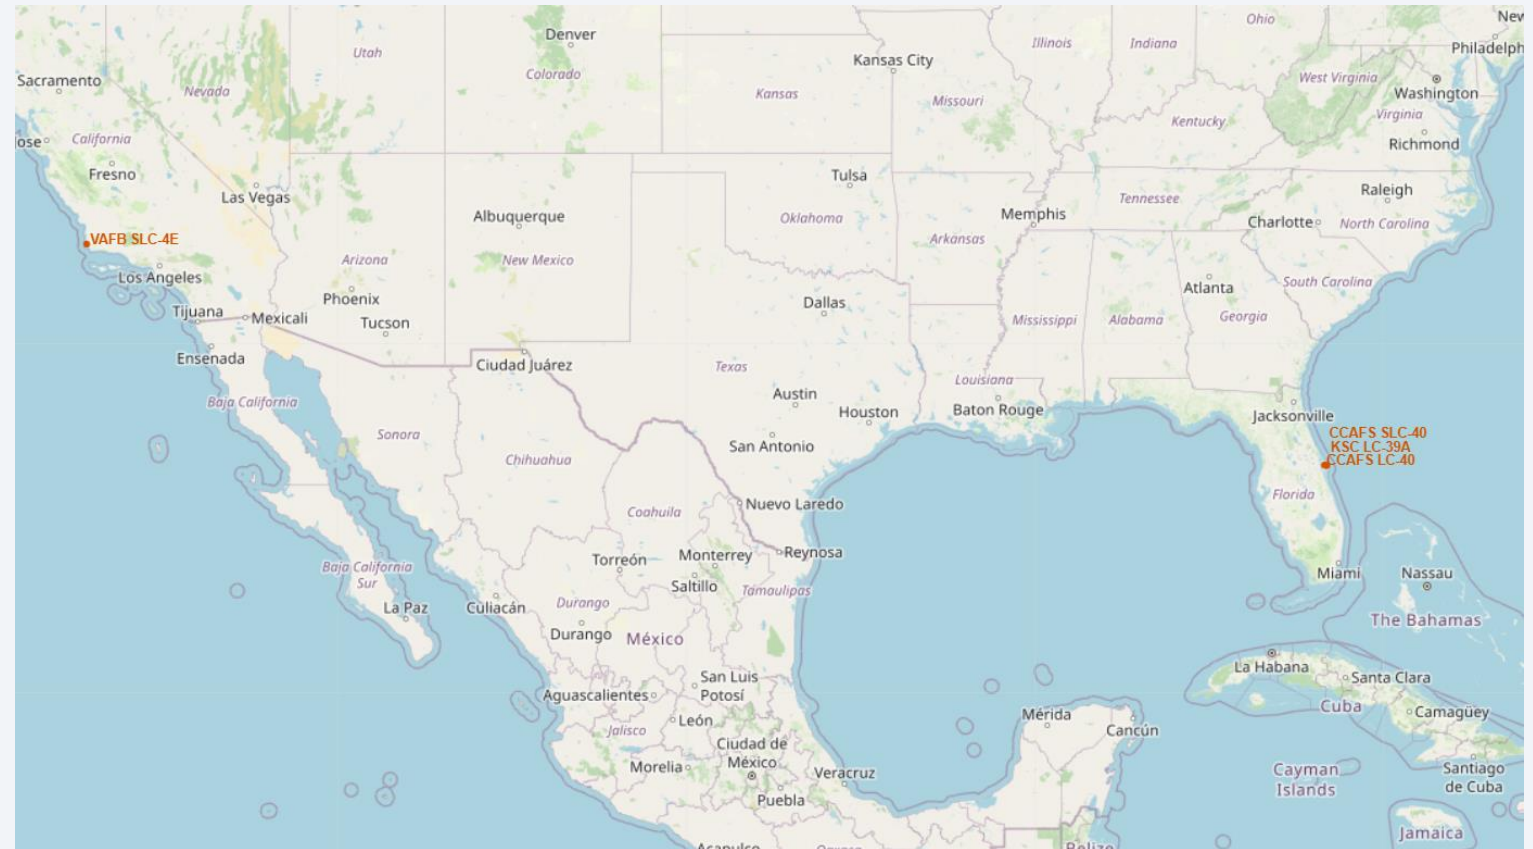 Denver
Ohio
New
Utah
Illinois
Indiana
Philadelph
Kansas City
Colorado
Sacramento
West Virginia
Nevada
Kansas
Washington
Missouri
Virginia
Kentucky
California
ose
Richmond
Fresno
Tulsa
Las Vegas
Raleigh
Tennessee
Albuquerque
Oklahoma
Memphis
Charlotte
North Carolina
VAFB SLC-4E
Arkansas
Arizona
New Mexico
Los Angeles
South Carolina
Atlanta
Phoenix
Dallas
Tijuana
Mexicali
Tucson
Mississippi
Alabama
Georgia
Ensenada
Ciudad Juárez
Texas
Louisiana
Austin
Baja California
Houston
Baton Rouge
Jacksonville
Sonora
CCAFS SLC-40
San Antonio
KSC LC-39A
Chihuahua
CCAFS LC-40
Florida
Nuevo Laredo
Coahuila
Torreón
Monterrey
Reynosa
Baja California
Sur
Miami
Nassau
Saltillo
Tamaulipas
La Paz
Culiacán
Durango
The Bahamas
Durango
México
La Habana
San Luis
Potosí
Santa Clara
Aguascalientes
Cuba
León
Mérida
Camagüey
Jalisco
Cancún
Ciudad de
México
Morelia
Veracruz
Cayman
Islands
Santiago
de Cuba
Puebla
Jamaica
Acapulco
Oaxaca
Belize